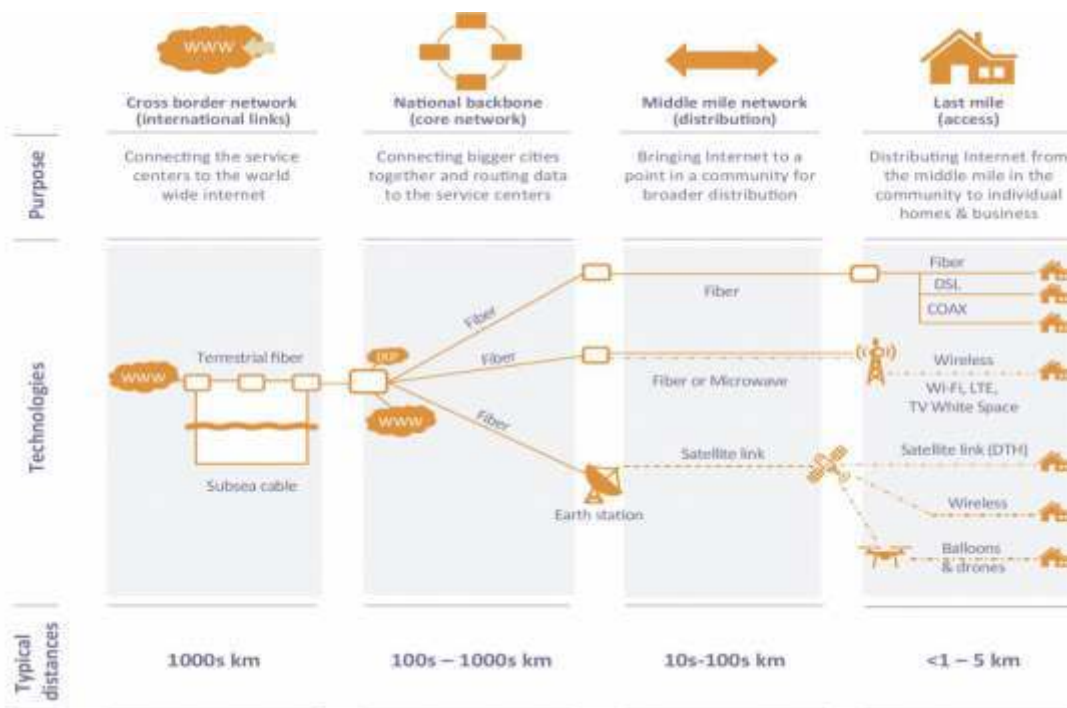 www
Cross border network
(international links)
National backbone
(core network)
Middle mile network
(distribution)
Last mile
(access)
Purpose
Connecting the service
centers to the world
wide internet
Connecting bigger cities
together and routing data
to the service centers
Bringing Internet to a
point in a community for
broader distribution
Distributing Internet from
the middle mile in the
community to individual
homes & business
Technologies
www
Terrestrial fiber
Subsea cable
IXP
www
Fiber
Fiber
Fiber
Earth station
Fiber
Fiber or Microwave
Satellite link
Fiber
DSL
COAX
Wireless
Wi-Fi, LTE,
TV White Space
Satellite link (DTH)
Wireless
Balloons
& drones
Typical
distances
1000s km
100s – 1000s km
10s-100s km
<1 – 5 km